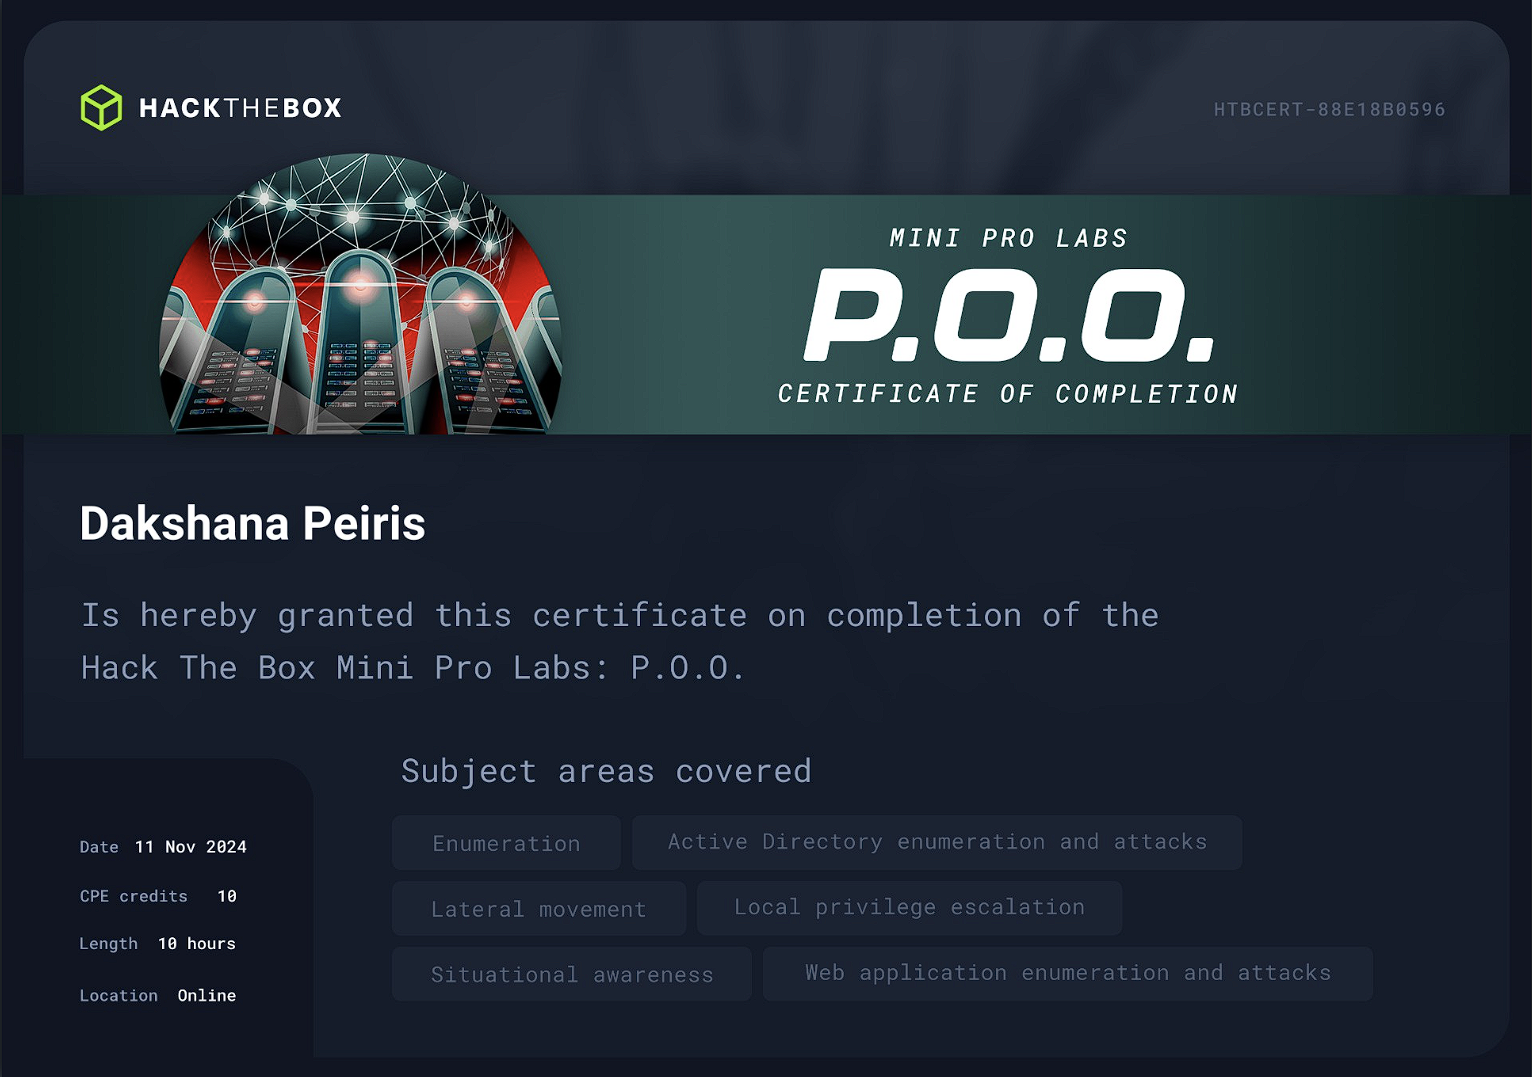 HACKTHEBOX
HTBCERT-88E18B0596
MINI PRO LABS
P.O.O.
CERTIFICATE OF COMPLETION
Dakshana Peiris
Is hereby granted this certificate on completion of the
Hack The Box Mini Pro Labs: P.O.O.
Subject areas covered
Enumeration
Active Directory enumeration and attacks
Lateral movement
Local privilege escalation
Situational awareness
Web application enumeration and attacks
Date 11 Nov 2024
CPE credits 10
Length 10 hours
Location Online